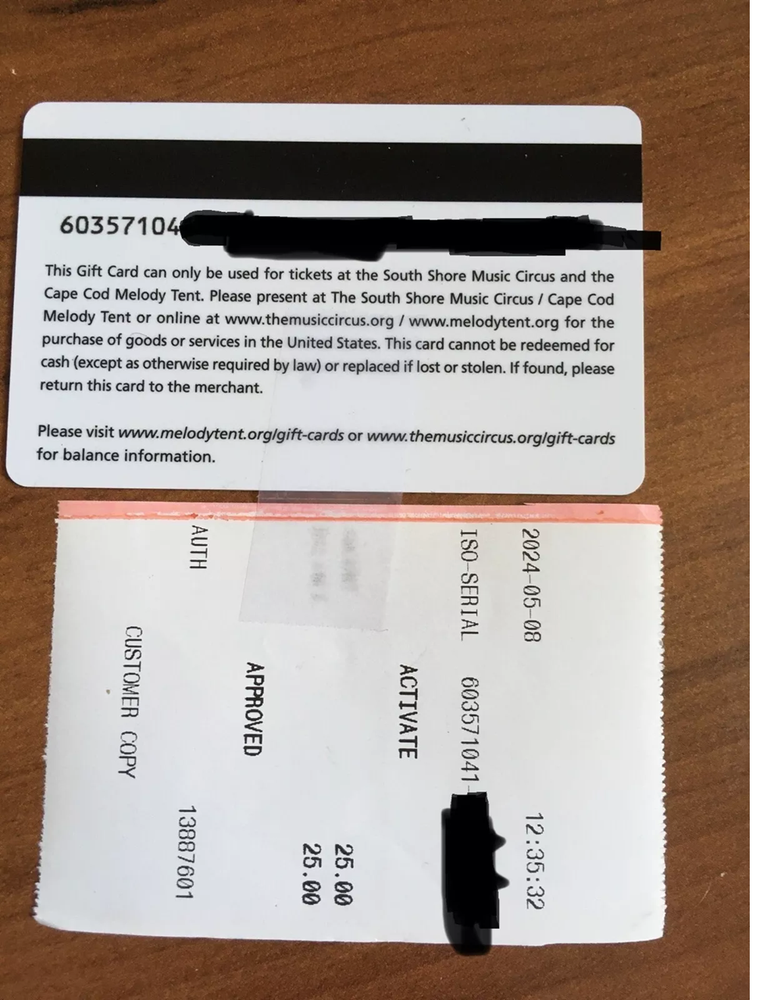 60357104
This Gift Card can only be used for tickets at the South Shore Music Circus and the
Cape Cod Melody Tent. Please present at The South Shore Music Circus / Cape Cod
Melody Tent or online at www.themusiccircus.org / www.melodytent.org for the
purchase of goods or services in the United States. This card cannot be redeemed for
cash (except as otherwise required by law) or replaced if lost or stolen. If found, please
return this card to the merchant.
Please visit www.melodytent.org/gift-cards or www.themusiccircus.org/gift-cards
for balance information.
2024-05-08 12:35:32
ISO-SERIAL 603571041
ACTIVATE
25.00
25.00
APPROVED
AUTH 13887601
CUSTOMER COPY